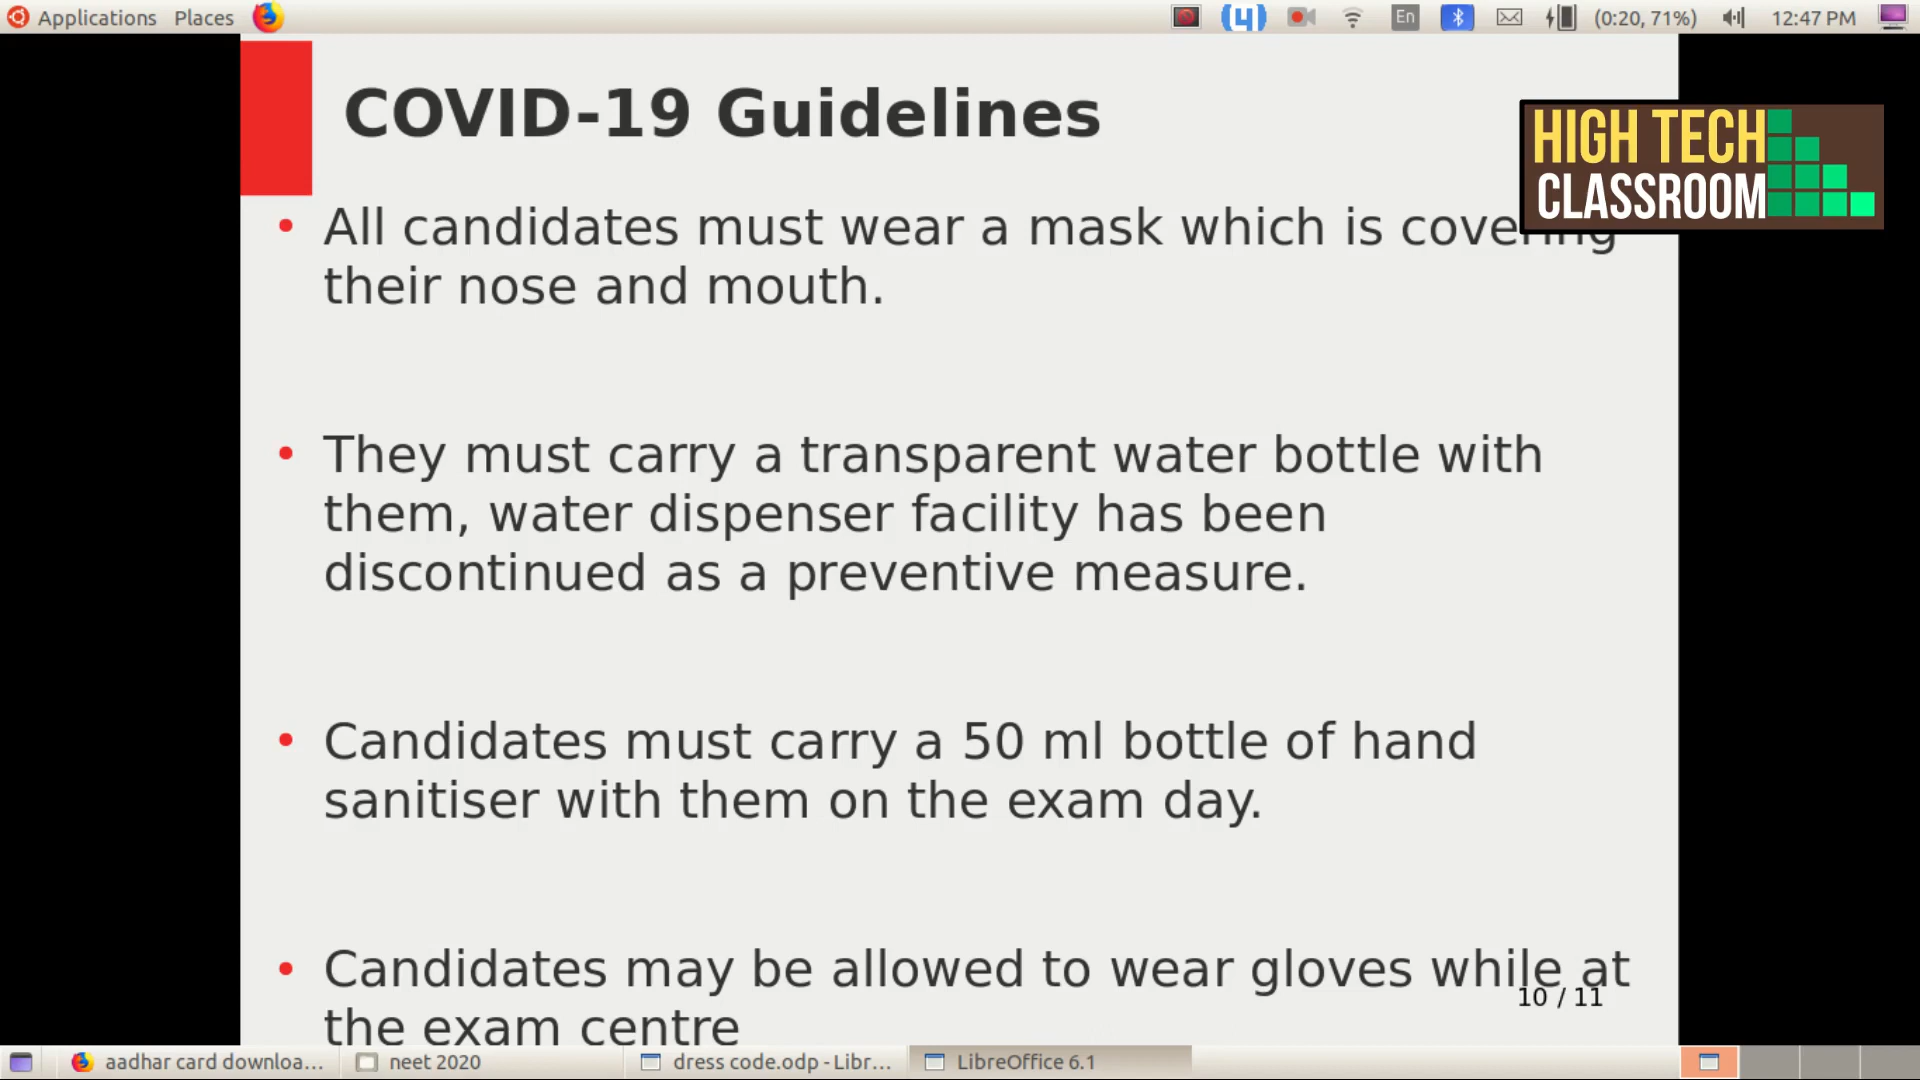 Applications Places En (0:20, 71%) 12:47 PM
COVID-19 Guidelines
HIGH TECH
CLASSROOM
• All candidates must wear a mask which is covering
their nose and mouth.
• They must carry a transparent water bottle with
them, water dispenser facility has been
discontinued as a preventive measure.
• Candidates must carry a 50 ml bottle of hand
sanitiser with them on the exam day.
• Candidates may be allowed to wear gloves while at
10 / 11
the exam centre
aadhar card downloa... neet 2020 dress code.odp - Libr... LibreOffice 6.1